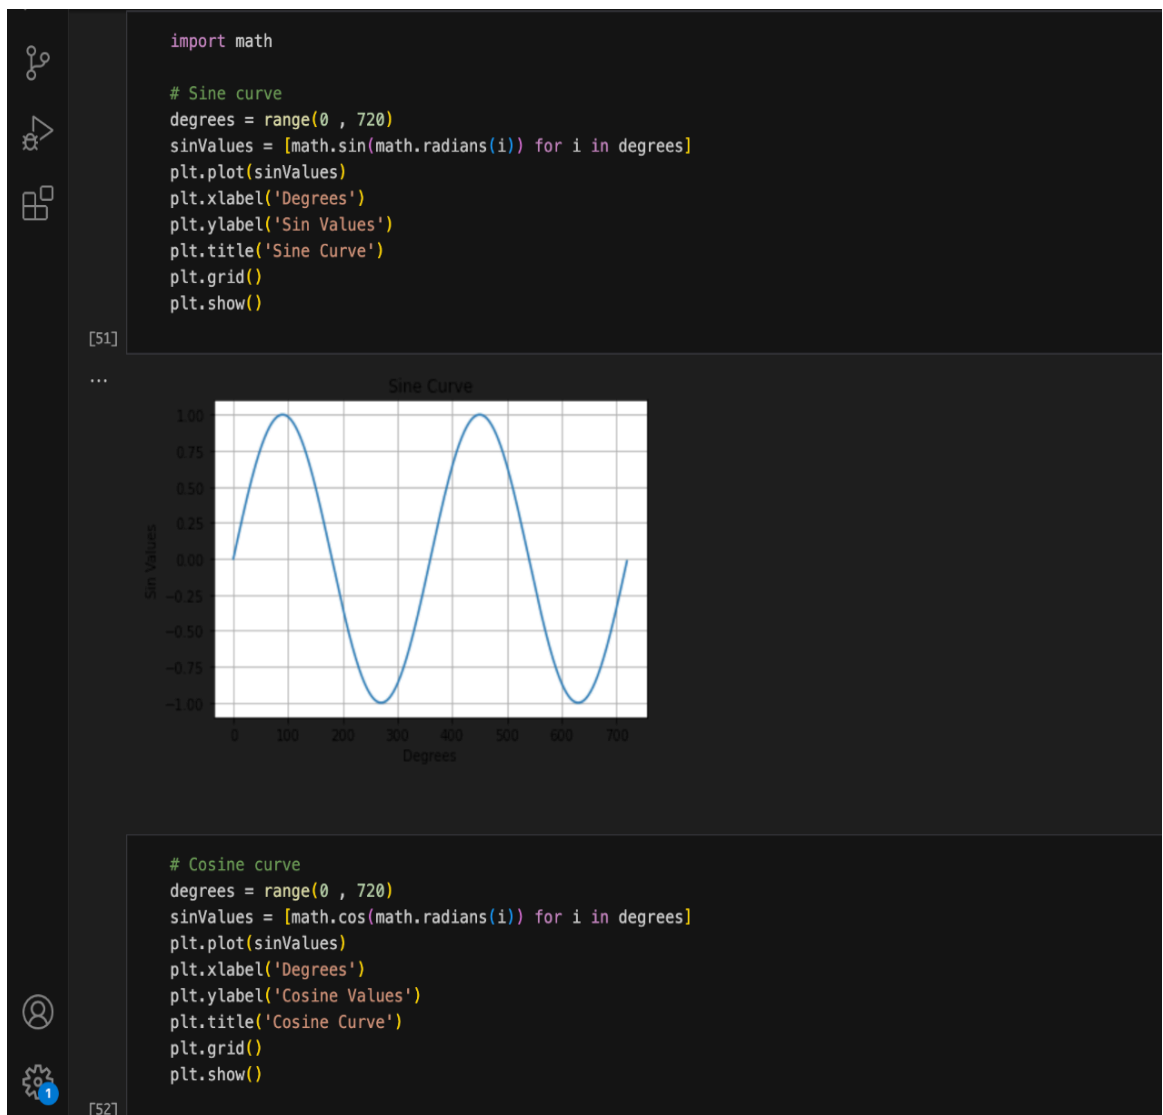 import math
# Sine curve
degrees = range(0 , 720)
sinValues = [math.sin(math.radians(i)) for i in degrees]
plt.plot(sinValues)
plt.xlabel('Degrees')
plt.ylabel('Sin Values')
plt.title('Sine Curve')
plt.grid()
plt.show()
[51]
...
Sine Curve
1.00
0.75
0.50
0.25
0.00
−0.25
−0.50
−0.75
−1.00
Sin Values
0 100 200 300 400 500 600 700
Degrees
# Cosine curve
degrees = range(0 , 720)
sinValues = [math.cos(math.radians(i)) for i in degrees]
plt.plot(sinValues)
plt.xlabel('Degrees')
plt.ylabel('Cosine Values')
plt.title('Cosine Curve')
plt.grid()
plt.show()
1
[52]